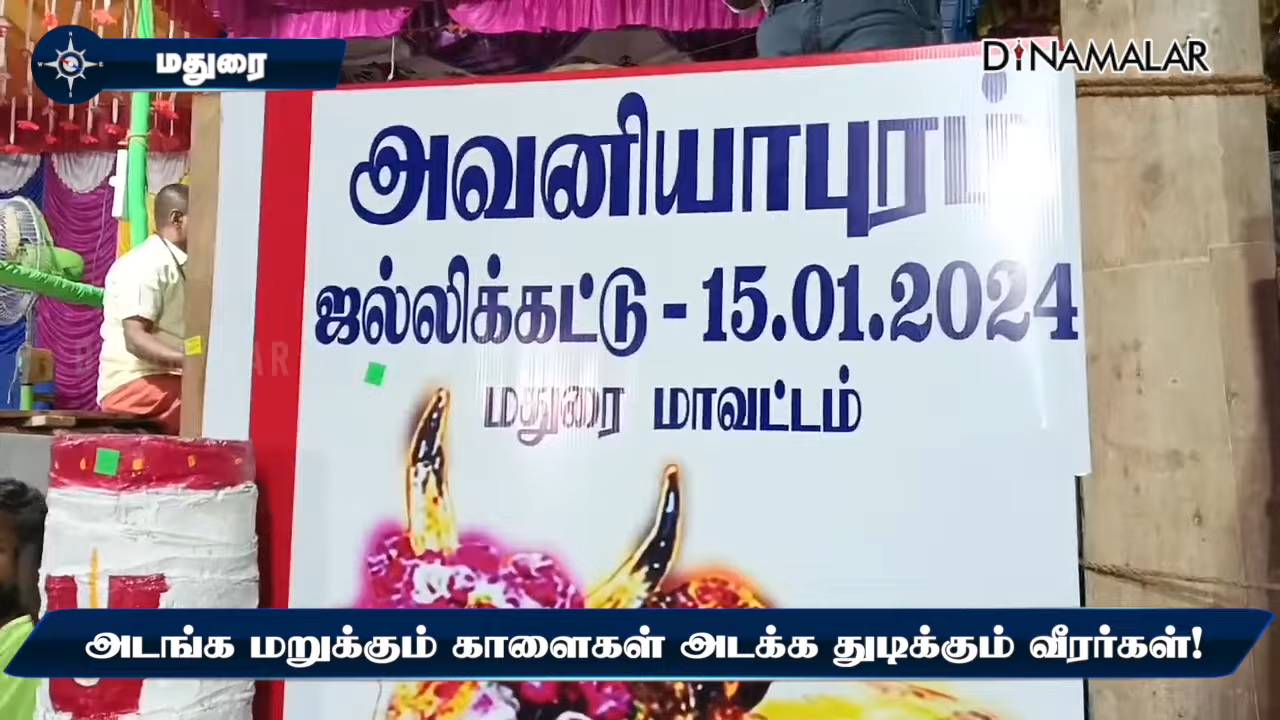 மதுரை
DINAMALAR
அவனியாபுரம்
ஜல்லிக்கட்டு - 15.01.2024
மதுரை மாவட்டம்
அடங்க மறுக்கும் காளைகள் அடக்க துடிக்கும் வீரர்கள்!